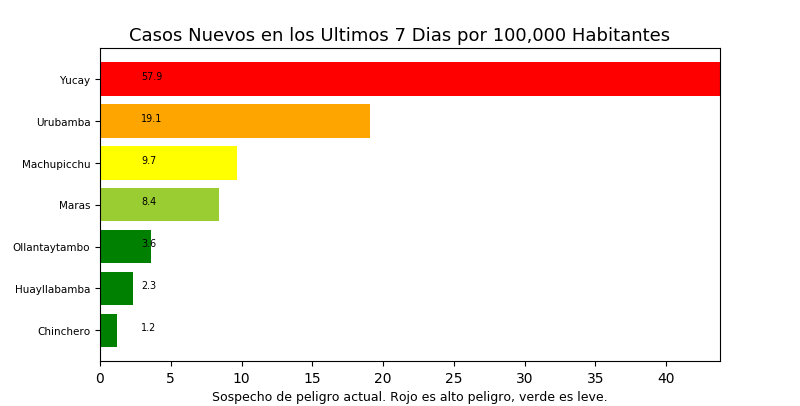 Casos Nuevos en los Ultimos 7 Dias por 100,000 Habitantes
Yucay 57.9
Urubamba 19.1
Machupicchu 9.7
Maras 8.4
Ollantaytambo 3.6
Huayllabamba 2.3
Chinchero 1.2
0 5 10 15 20 25 30 35 40
Sospecho de peligro actual. Rojo es alto peligro, verde es leve.